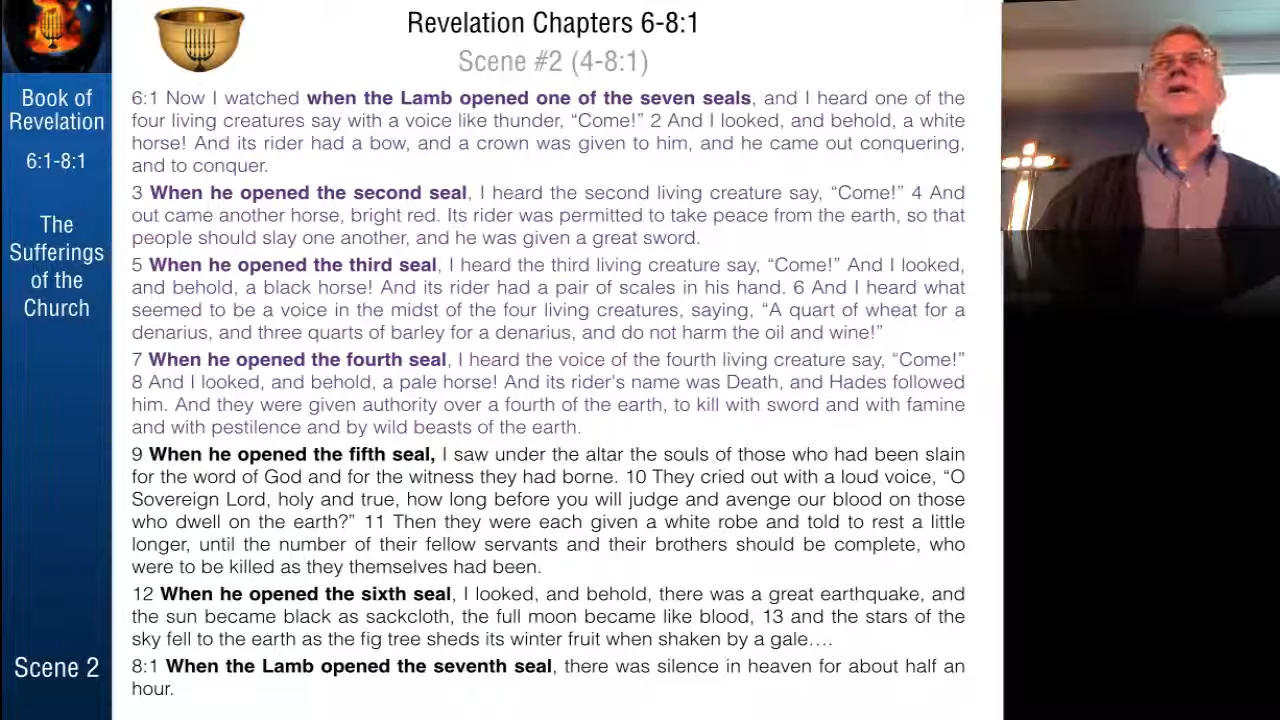 Revelation Chapters 6-8:1
Scene #2 (4-8:1)
Book of
Revelation
6:1-8:1
The
Sufferings
of the
Church
Scene 2
6:1 Now I watched when the Lamb opened one of the seven seals, and I heard one of the
four living creatures say with a voice like thunder, “Come!” 2 And I looked, and behold, a white
horse! And its rider had a bow, and a crown was given to him, and he came out conquering,
and to conquer.
3 When he opened the second seal, I heard the second living creature say, “Come!” 4 And
out came another horse, bright red. Its rider was permitted to take peace from the earth, so that
people should slay one another, and he was given a great sword.
5 When he opened the third seal, I heard the third living creature say, “Come!” And I looked,
and behold, a black horse! And its rider had a pair of scales in his hand. 6 And I heard what
seemed to be a voice in the midst of the four living creatures, saying, “A quart of wheat for a
denarius, and three quarts of barley for a denarius, and do not harm the oil and wine!”
7 When he opened the fourth seal, I heard the voice of the fourth living creature say, “Come!”
8 And I looked, and behold, a pale horse! And its rider's name was Death, and Hades followed
him. And they were given authority over a fourth of the earth, to kill with sword and with famine
and with pestilence and by wild beasts of the earth.
9 When he opened the fifth seal, I saw under the altar the souls of those who had been slain
for the word of God and for the witness they had borne. 10 They cried out with a loud voice, “O
Sovereign Lord, holy and true, how long before you will judge and avenge our blood on those
who dwell on the earth?” 11 Then they were each given a white robe and told to rest a little
longer, until the number of their fellow servants and their brothers should be complete, who
were to be killed as they themselves had been.
12 When he opened the sixth seal, I looked, and behold, there was a great earthquake, and
the sun became black as sackcloth, the full moon became like blood, 13 and the stars of the
sky fell to the earth as the fig tree sheds its winter fruit when shaken by a gale….
8:1 When the Lamb opened the seventh seal, there was silence in heaven for about half an
hour.